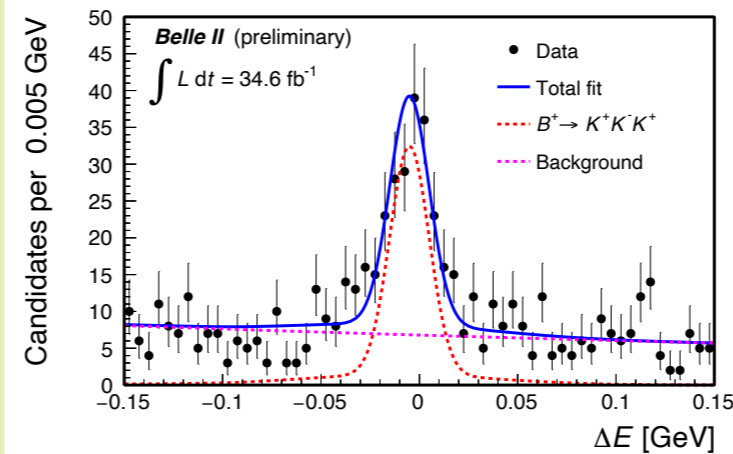 Candidates per 0.005 GeV
50
45
40
35
30
25
20
15
10
5
0
Belle II (preliminary)
∫ L dt = 34.6 fb⁻¹
Data
Total fit
B⁺→ K⁺K⁻K⁺
Background
−0.15 −0.1 −0.05 0 0.05 0.1 0.15
ΔE [GeV]